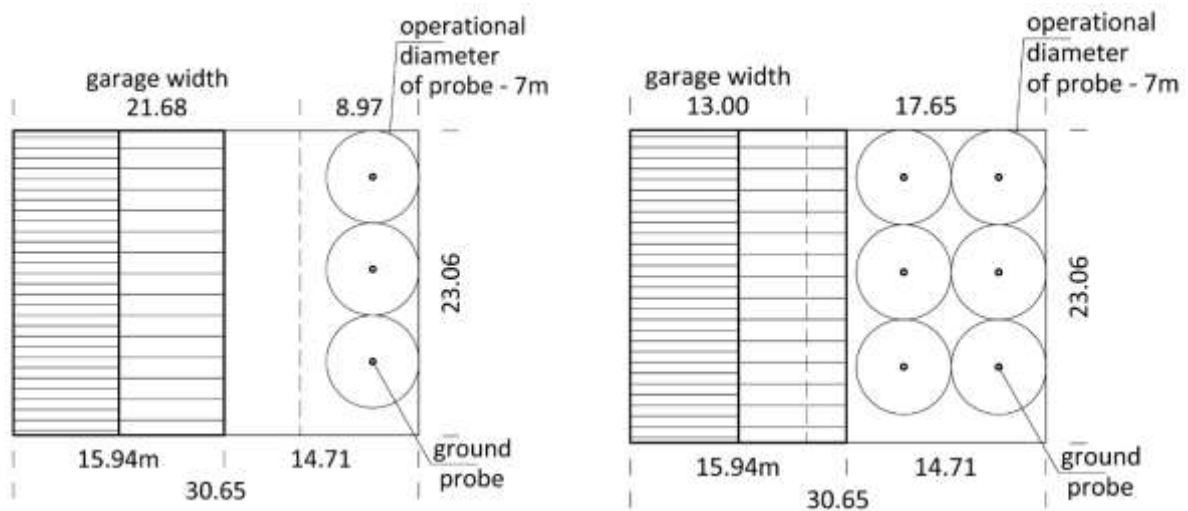 operational
diameter
of probe - 7m
garage width
21.68
8.97
23.06
15.94m
14.71
30.65
ground
probe
operational
diameter
of probe - 7m
garage width
13.00
17.65
23.06
15.94m
14.71
30.65
ground
probe